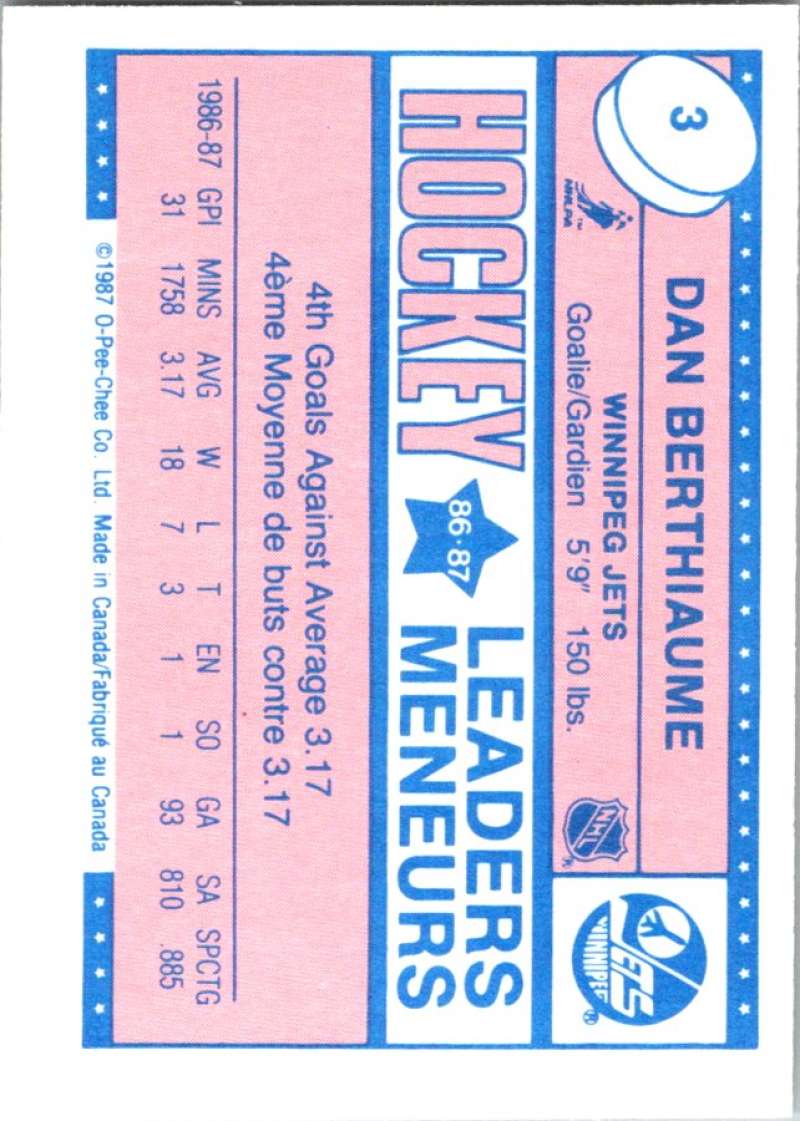 3
DAN BERTHIAUME
NHLPA™
WINNIPEG JETS
Goalie/Gardien 5'9" 150 lbs.
NHL®
JETS
WINNIPEG®
HOCKEY
86·87
LEADERS
MENEURS
4th Goals Against Average 3.17
4ème Moyenne de buts contre 3.17
1986-87 GPI MINS AVG W L T EN SO GA SA SPCTG
31 1758 3.17 18 7 3 1 1 93 810 .885
©1987 O-Pee-Chee Co. Ltd. Made in Canada/Fabriqué au Canada